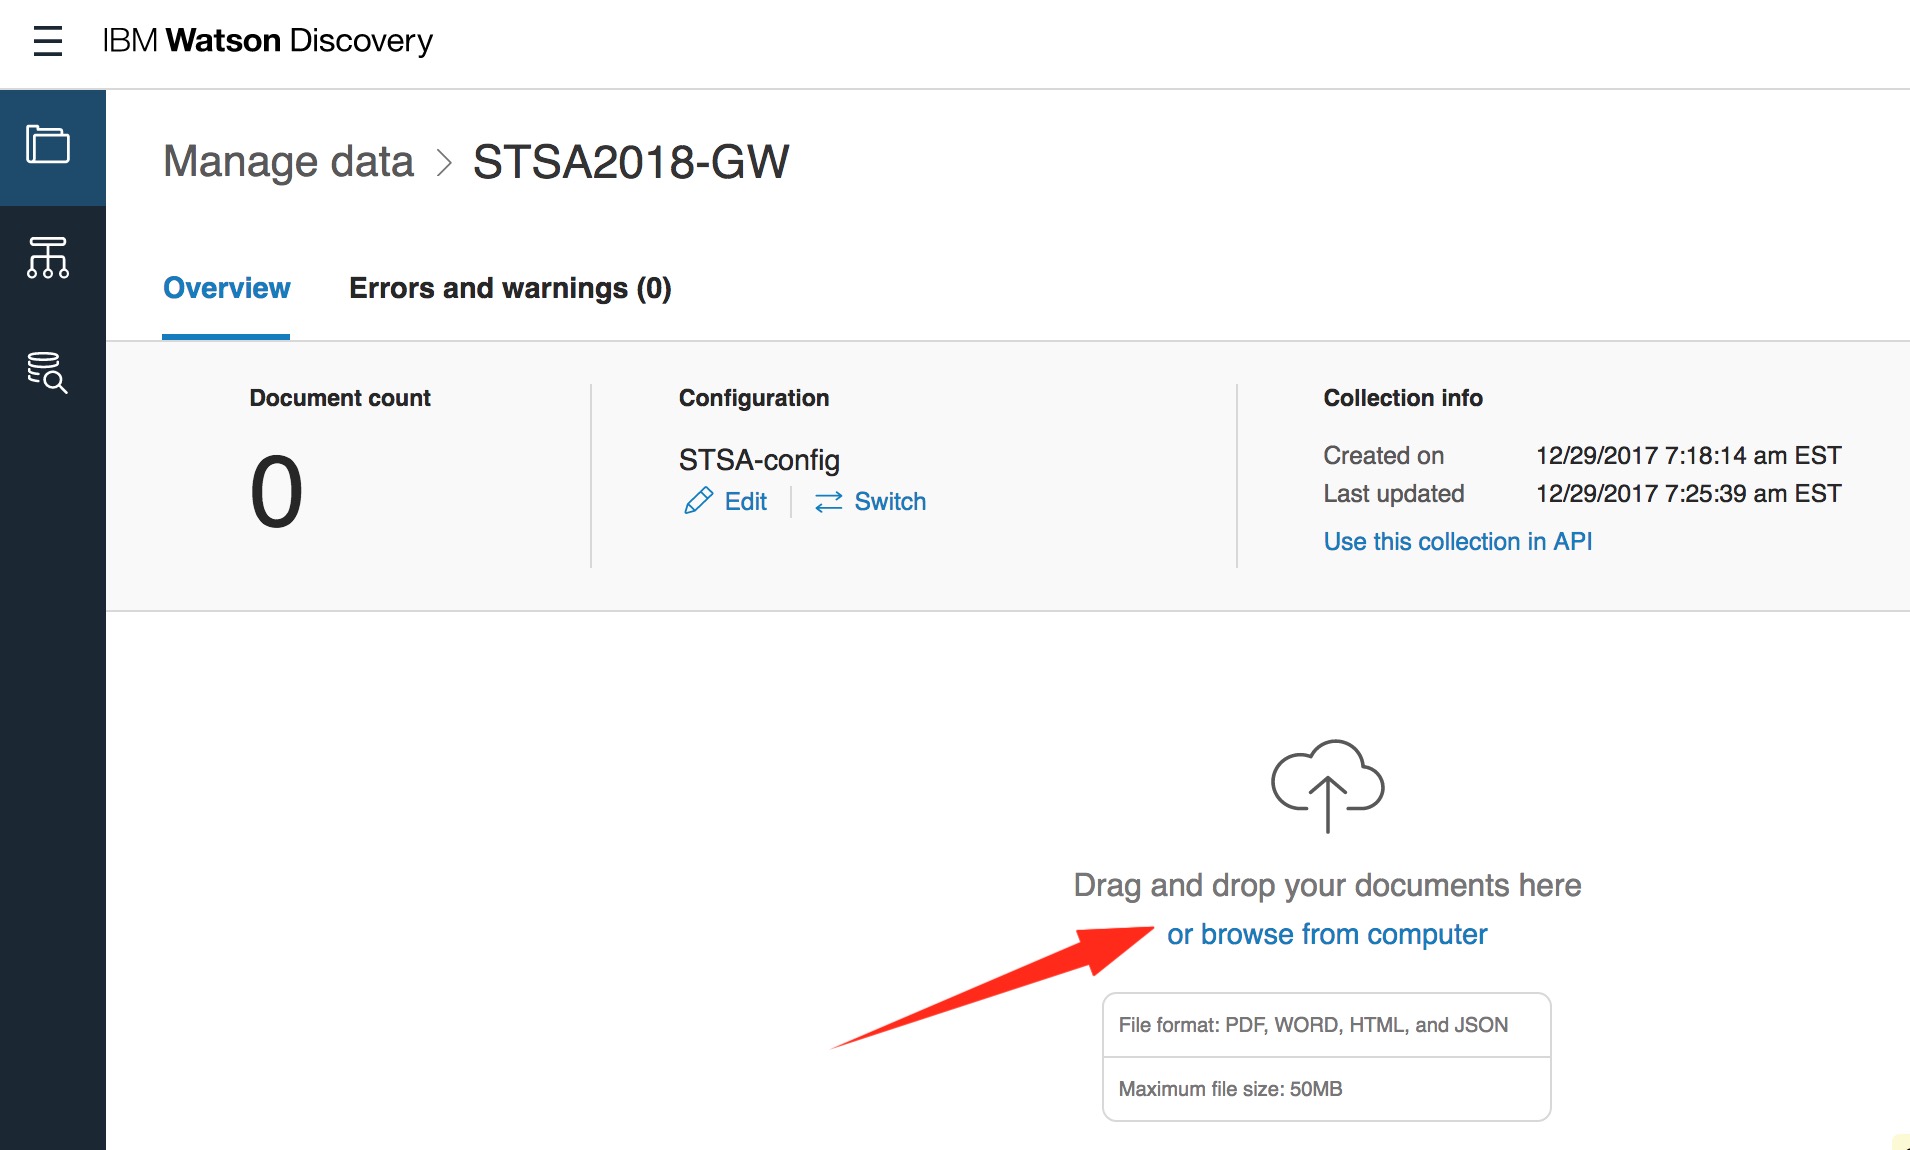 IBM Watson Discovery
Manage data > STSA2018-GW
Overview
Errors and warnings (0)
Document count
0
Configuration
STSA-config
Edit
Switch
Collection info
Created on 12/29/2017 7:18:14 am EST
Last updated 12/29/2017 7:25:39 am EST
Use this collection in API
Drag and drop your documents here
or browse from computer
File format: PDF, WORD, HTML, and JSON
Maximum file size: 50MB